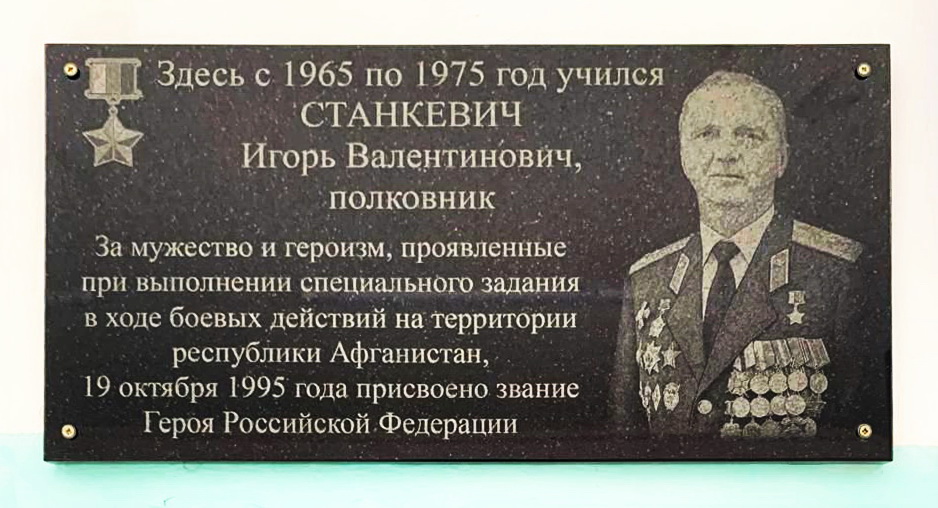 Здесь с 1965 по 1975 год учился
СТАНКЕВИЧ
Игорь Валентинович,
полковник
За мужество и героизм, проявленные
при выполнении специального задания
в ходе боевых действий на территории
республики Афганистан,
19 октября 1995 года присвоено звание
Героя Российской Федерации